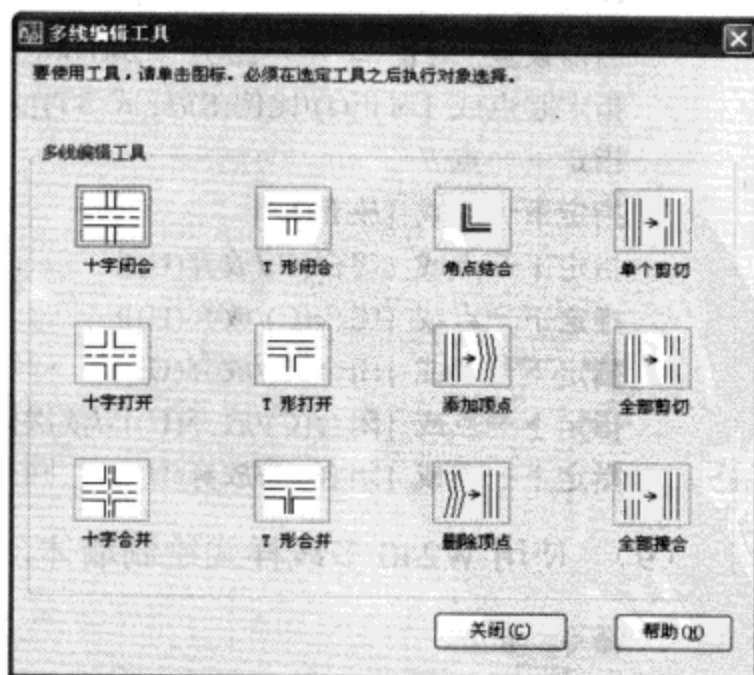 多线编辑工具
要使用工具，请单击图标。必须在选定工具之后执行对象选择。
多线编辑工具
十字闭合 T 形闭合 角点结合 单个剪切
十字打开 T 形打开 添加顶点 全部剪切
十字合并 T 形合并 删除顶点 全部接合
关闭(C) 帮助(H)